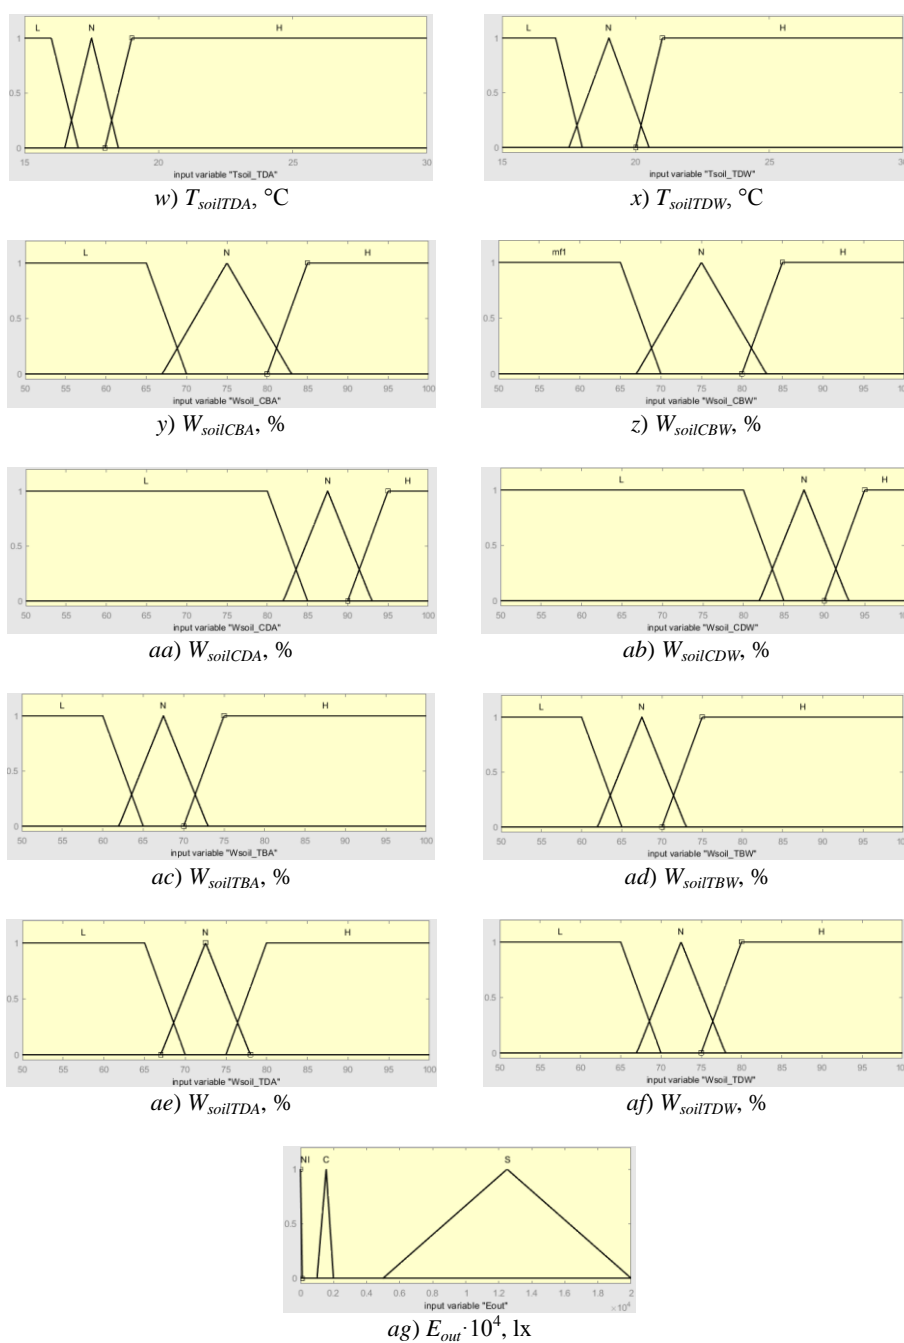 L N H
1
0.5
0
15 20 25 30
input variable "Tsoil_TDA"
w) TsoilTDA, °C
L N H
1
0.5
0
15 20 25 30
input variable "Tsoil_TDW"
x) TsoilTDW, °C
L N H
1
0.5
0
50 55 60 65 70 75 80 85 90 95 100
input variable "Wsoil_CBA"
y) WsoilCBA, %
mf1 N H
1
0.5
0
50 55 60 65 70 75 80 85 90 95 100
input variable "Wsoil_CBW"
z) WsoilCBW, %
L N H
1
0.5
0
50 55 60 65 70 75 80 85 90 95 100
input variable "Wsoil_CDA"
aa) WsoilCDA, %
L N H
1
0.5
0
50 55 60 65 70 75 80 85 90 95 100
input variable "Wsoil_CDW"
ab) WsoilCDW, %
L N H
1
0.5
0
50 55 60 65 70 75 80 85 90 95 100
input variable "Wsoil_TBA"
ac) WsoilTBA, %
L N H
1
0.5
0
50 55 60 65 70 75 80 85 90 95 100
input variable "Wsoil_TBW"
ad) WsoilTBW, %
L N H
1
0.5
0
50 55 60 65 70 75 80 85 90 95 100
input variable "Wsoil_TDA"
ae) WsoilTDA, %
L N H
1
0.5
0
50 55 60 65 70 75 80 85 90 95 100
input variable "Wsoil_TDW"
af) WsoilTDW, %
NI C S
1
0.5
0
0 0.2 0.4 0.6 0.8 1 1.2 1.4 1.6 1.8 2
input variable "Eout"
×10⁴
ag) Eout·10⁴, lx